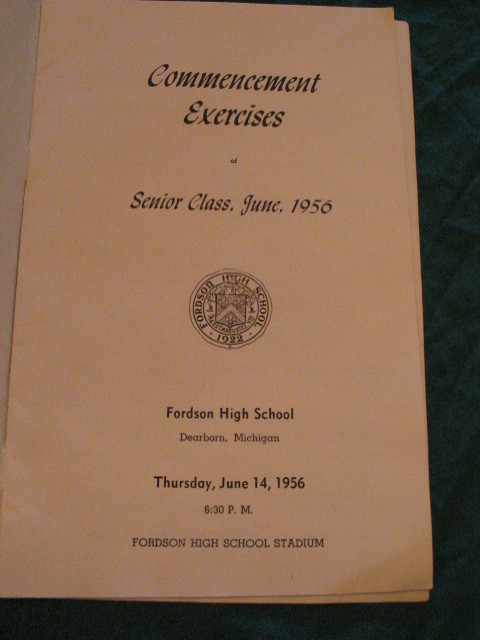 Commencement
Exercises
of
Senior Class, June, 1956
FORDSON HIGH SCHOOL
1922
Fordson High School
Dearborn, Michigan
Thursday, June 14, 1956
6:30 P. M.
FORDSON HIGH SCHOOL STADIUM